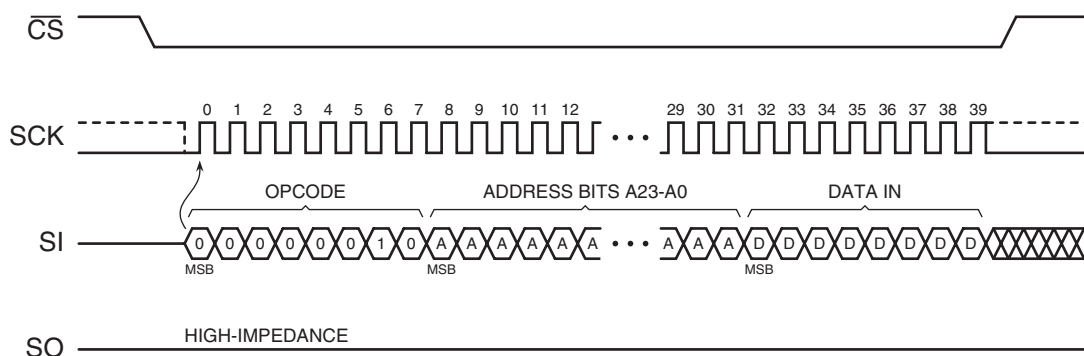 CS
SCK
0 1 2 3 4 5 6 7 8 9 10 11 12 29 30 31 32 33 34 35 36 37 38 39
OPCODE ADDRESS BITS A23-A0 DATA IN
SI
0 0 0 0 0 0 1 0 A A A A A A A A A D D D D D D D D
MSB MSB MSB
HIGH-IMPEDANCE
SO